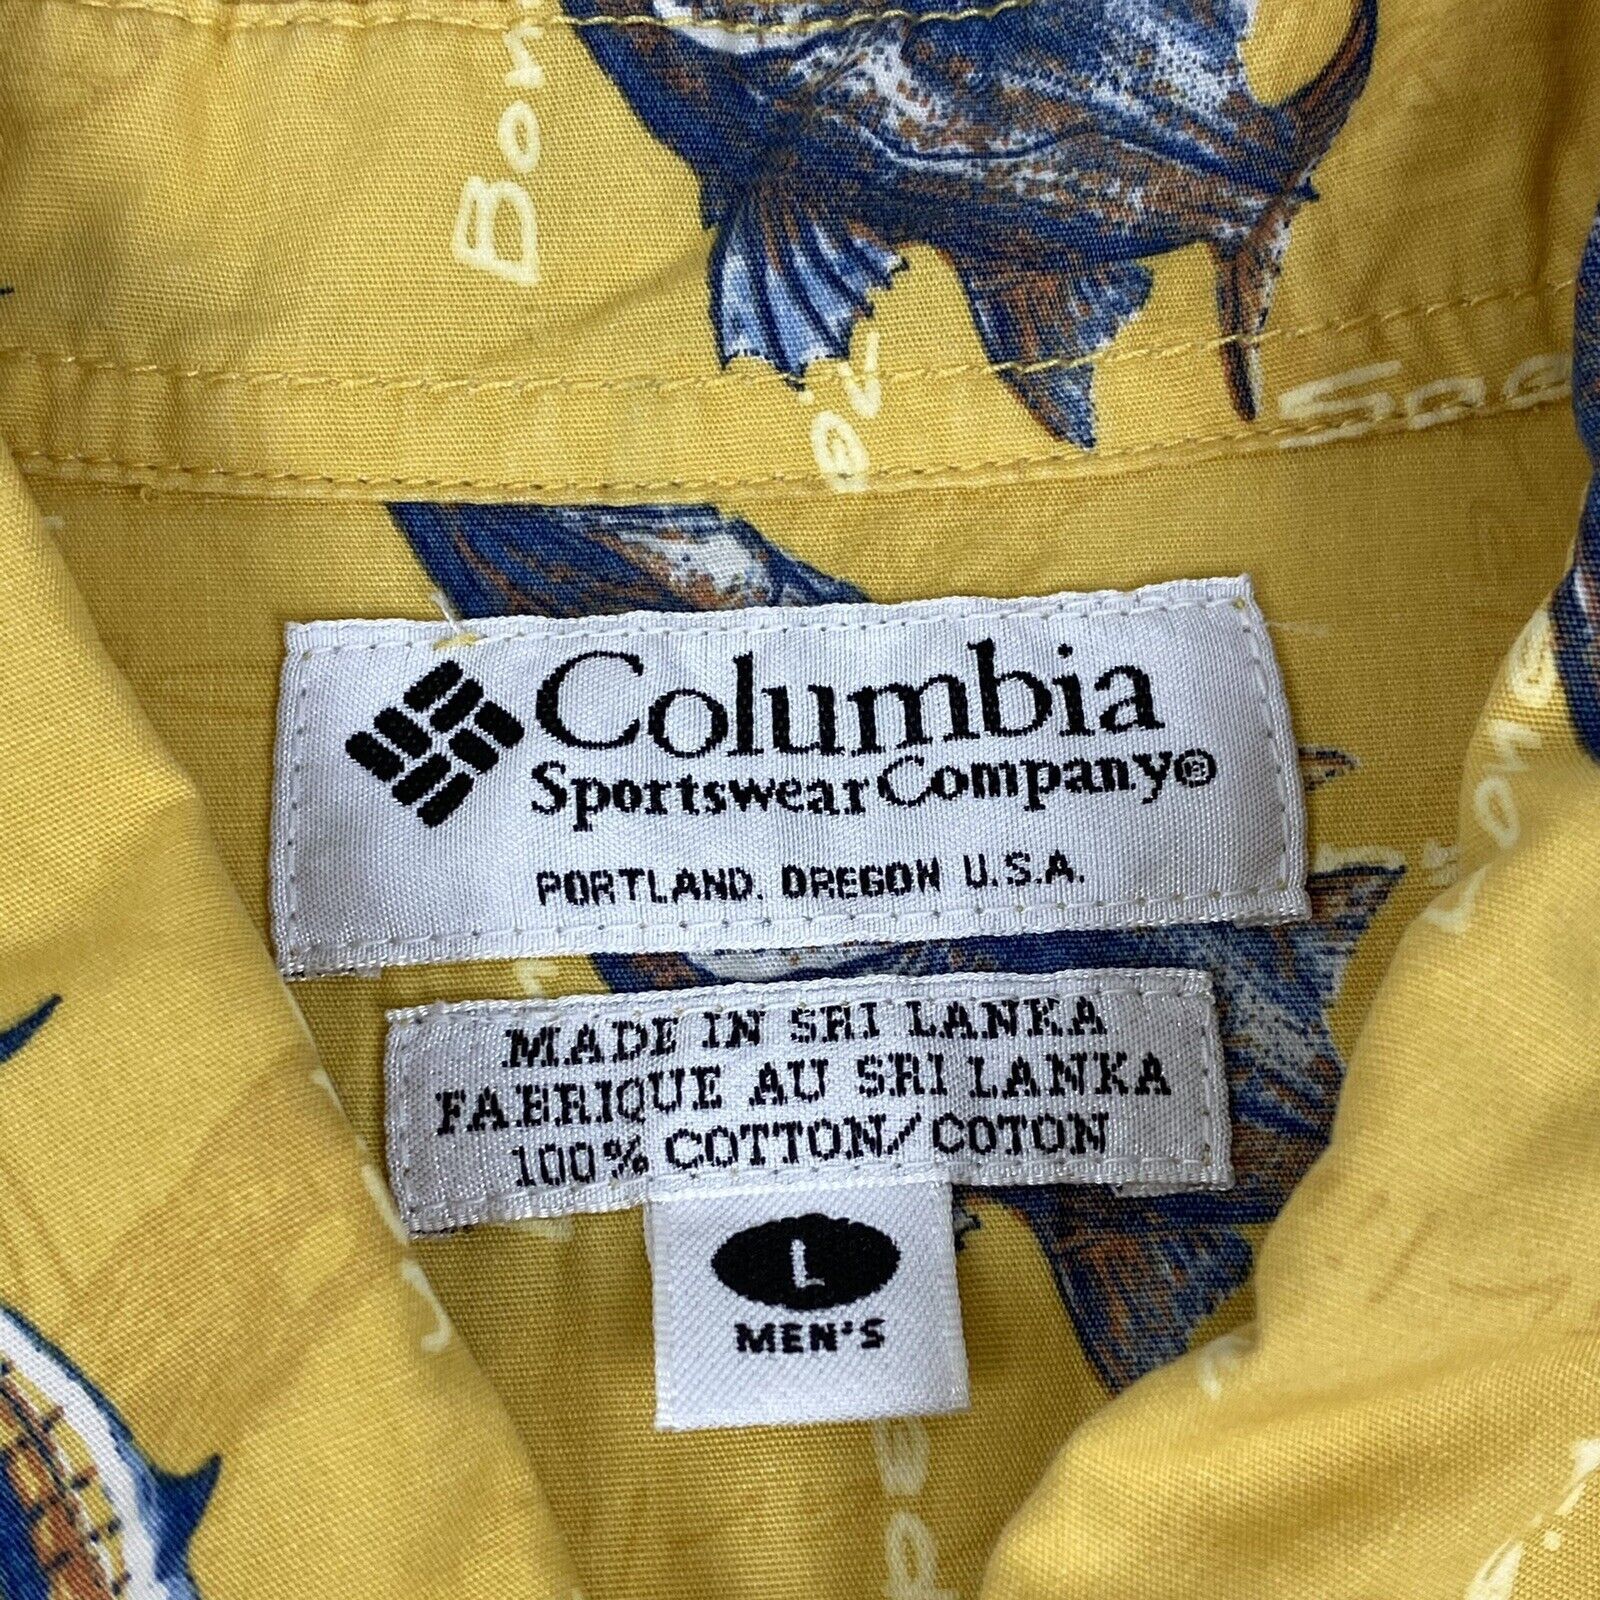 Columbia
Sportswear Company®
PORTLAND. OREGON U.S.A.
MADE IN SRI LANKA
FABRIQUE AU SRI LANKA
100% COTTON/COTON
L
MEN'S